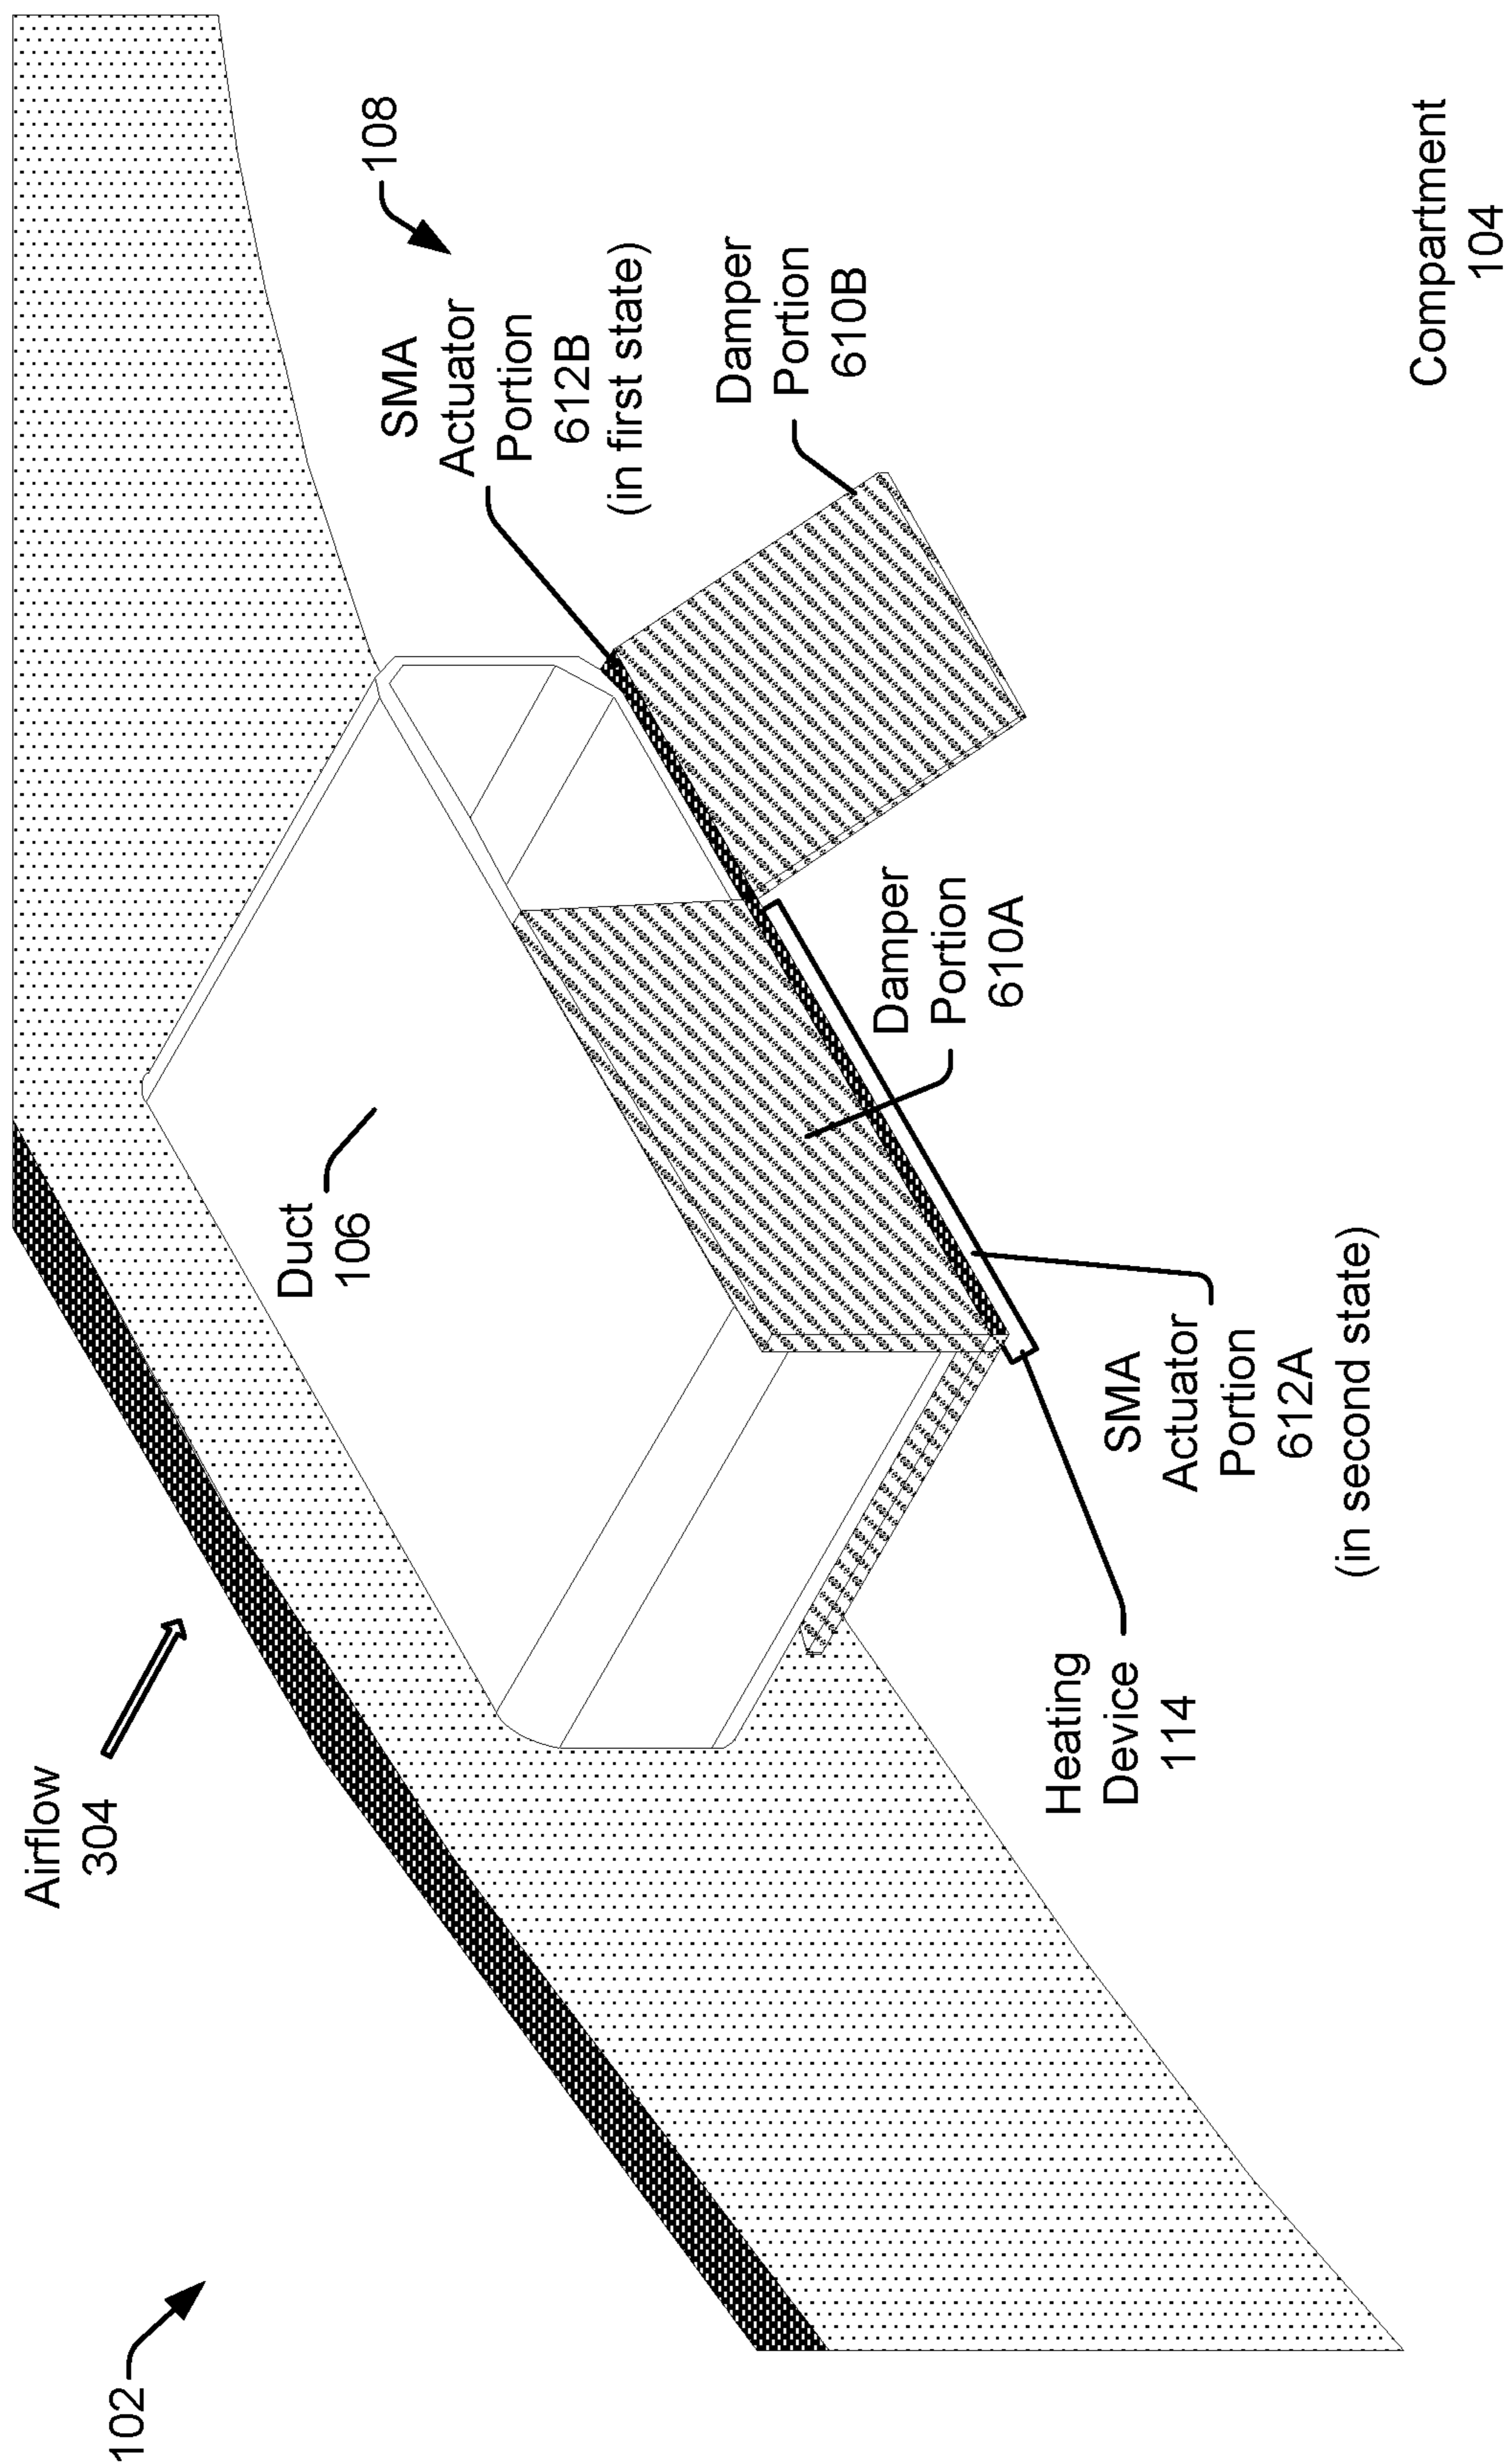 102
Airflow
304
Duct
106
108
SMA
Actuator
Portion
612B
(in first state)
Damper
Portion
610B
Damper
Portion
610A
Heating
Device
114
SMA
Actuator
Portion
612A
(in second state)
Compartment
104